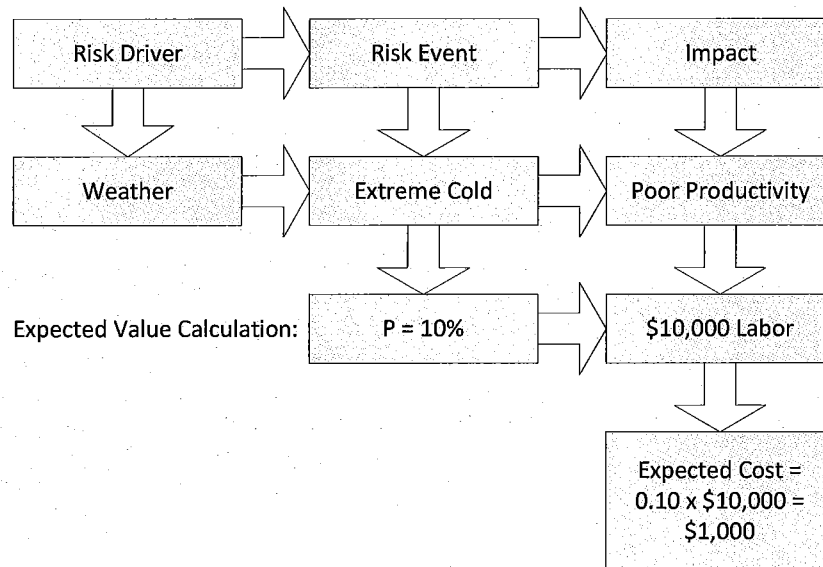 Risk Driver
Risk Event
Impact
Weather
Extreme Cold
Poor Productivity
Expected Value Calculation:
P = 10%
$10,000 Labor
Expected Cost =
0.10 x $10,000 =
$1,000